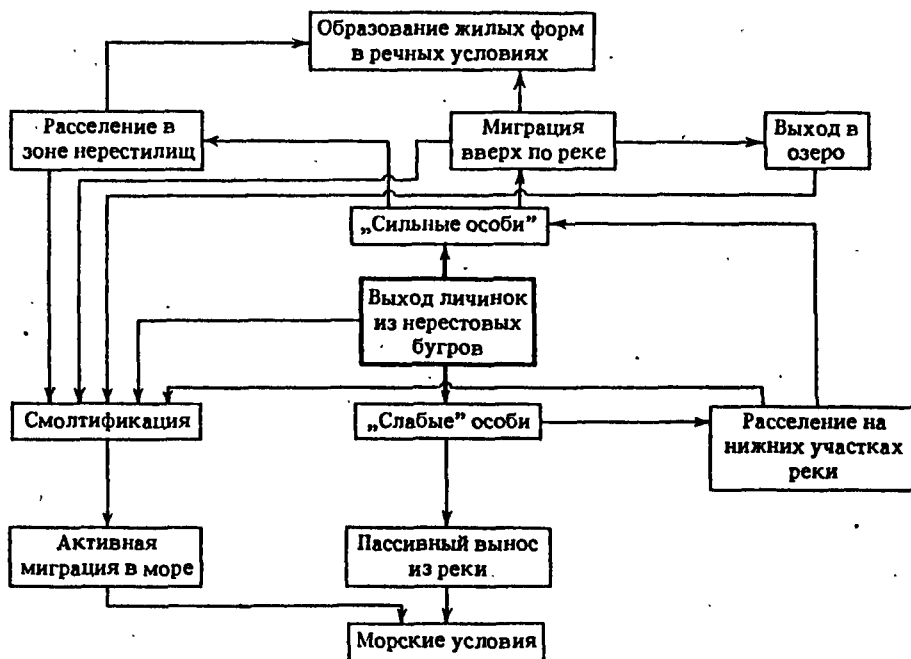 Образование жилых форм
в речных условиях
Расселение в
зоне нерестилищ
Миграция
вверх по реке
Выход в
озеро
„Сильные особи”
Выход личинок
из нерестовых
бугров
Смолтификация
„Слабые” особи
Расселение на
нижних участках
реки
Активная
миграция в море
Пассивный вынос
из реки
Морские условия